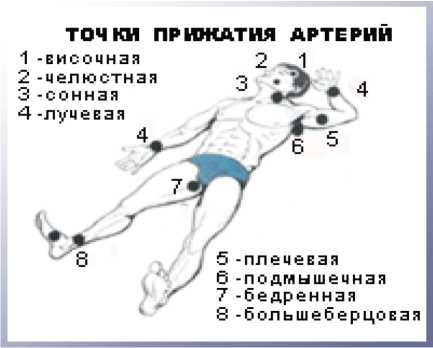 ТОЧКИ ПРИЖАТИЯ АРТЕРИЙ
1 -височная
2 -челюстная
3 -сонная
4 -лучевая
2
1
3
4
4
5
6
7
8
5 -плечевая
6 -подмышечная
7 -бедренная
8 -большеберцовая